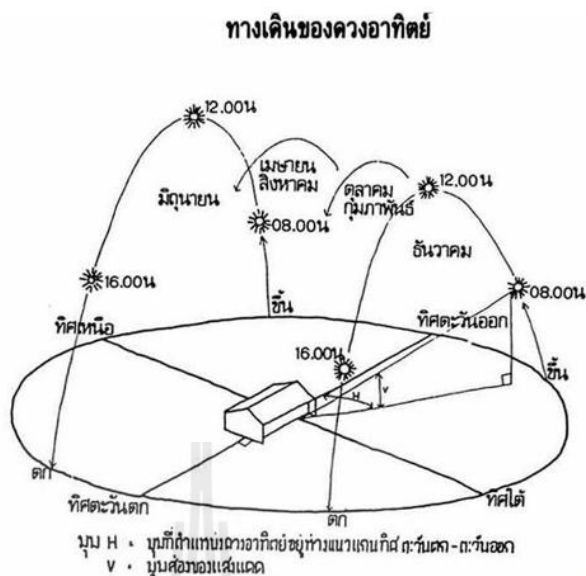 ทางเดินของดวงอาทิตย์
12.00น
เมษายน
สิงหาคม
มิถุนายน
ตุลาคม
กุมภาพันธ์
12.00น
08.00น
ธันวาคม
16.00น
08.00น
ขึ้น
ทิศเหนือ
ทิศตะวันออก
16.00น
ขึ้น
V
H
ตก
ทิศตะวันตก
ทิศใต้
ตก
มุม H = มุมที่ตำแหน่งดวงอาทิตย์อยู่ห่างแนวแกนทิศ ตะวันตก-ตะวันออก
V = มุมส่องของแสงแดด